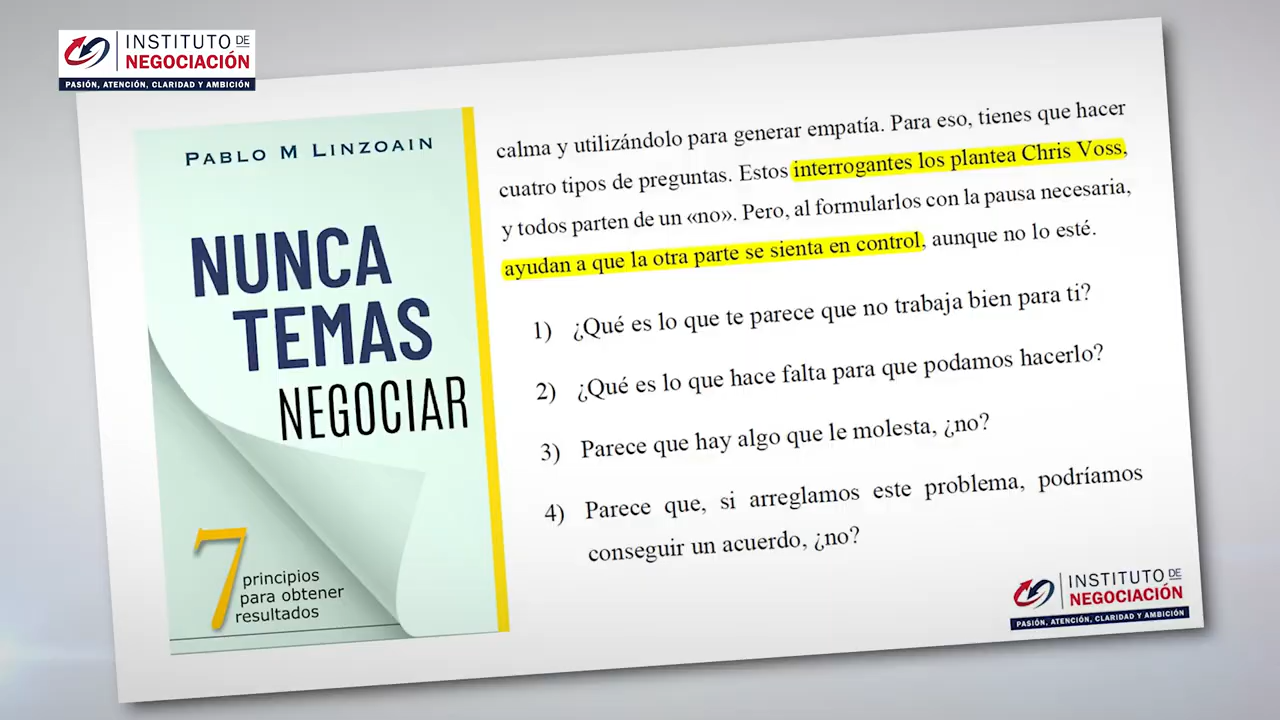 INSTITUTO DE
NEGOCIACIÓN
PASIÓN, ATENCIÓN, CLARIDAD Y AMBICIÓN
PABLO M LINZOAIN
NUNCA
TEMAS
NEGOCIAR
7
principios
para obtener
resultados
calma y utilizándolo para generar empatía. Para eso, tienes que hacer
cuatro tipos de preguntas. Estos interrogantes los plantea Chris Voss,
y todos parten de un «no». Pero, al formularlos con la pausa necesaria,
ayudan a que la otra parte se sienta en control, aunque no lo esté.
1) ¿Qué es lo que te parece que no trabaja bien para ti?
2) ¿Qué es lo que hace falta para que podamos hacerlo?
3) Parece que hay algo que le molesta, ¿no?
4) Parece que, si arreglamos este problema, podríamos
conseguir un acuerdo, ¿no?
INSTITUTO DE
NEGOCIACIÓN
PASIÓN, ATENCIÓN, CLARIDAD Y AMBICIÓN